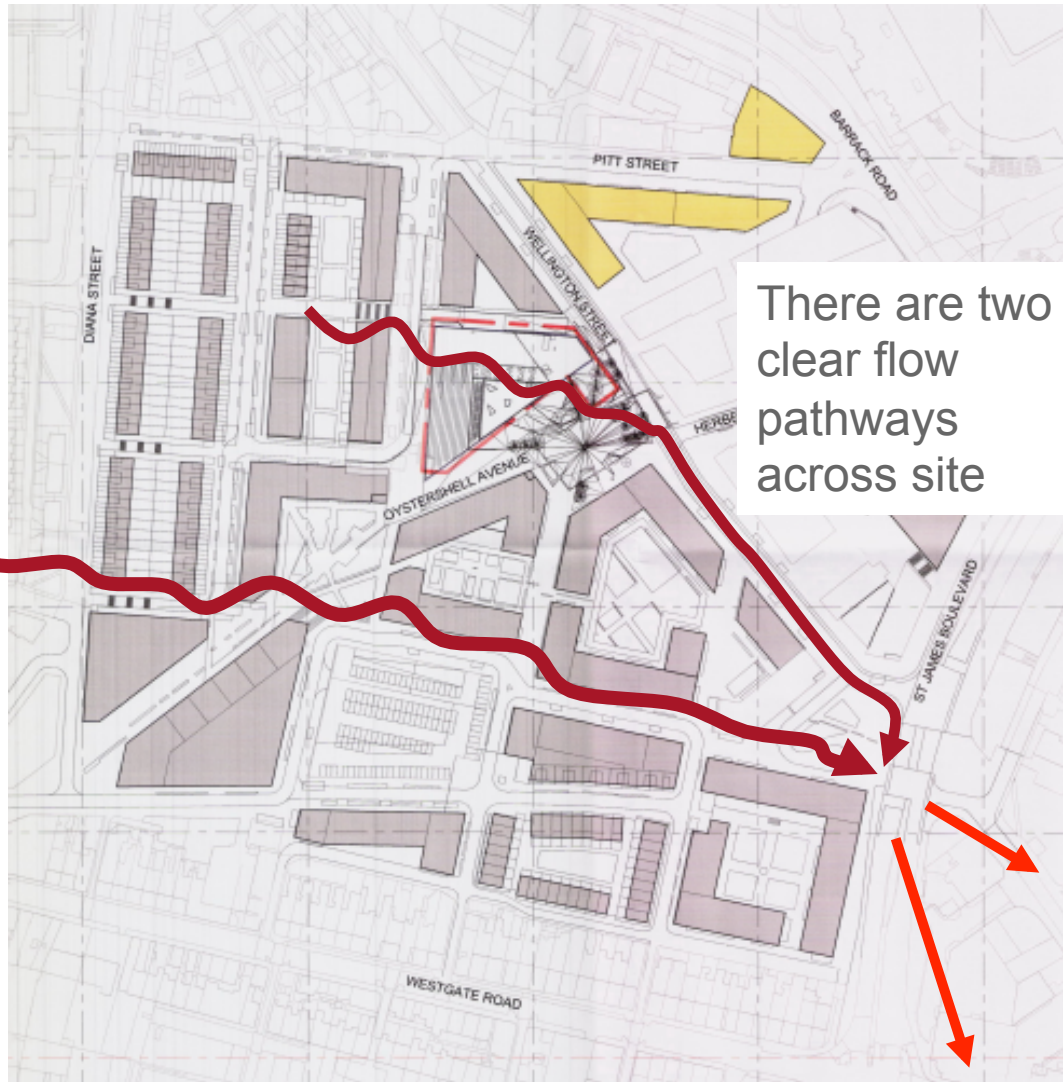 PITT STREET
BARRACK ROAD
WELLINGTON STREET
DIANA STREET
There are two
clear flow
pathways
across site
OYSTERSHELL AVENUE
ST JAMES BOULEVARD
WESTGATE ROAD